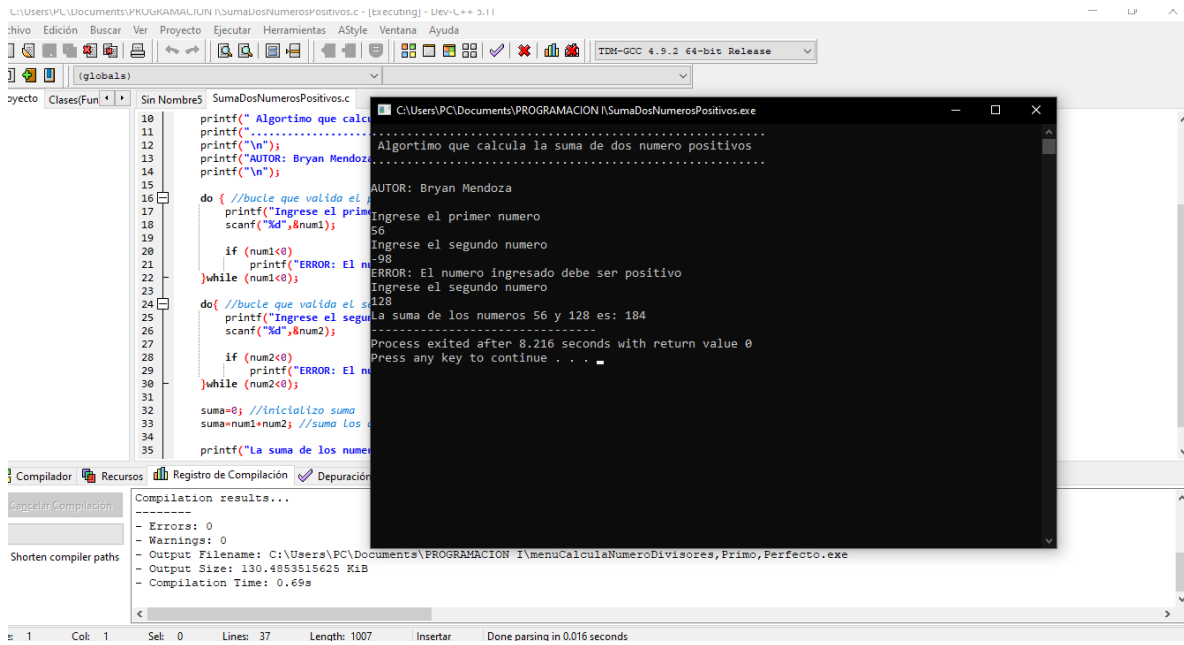 C:\Users\PC\Documents\PROGRAMACION I\SumaDosNumerosPositivos.c - [Executing] - Dev-C++ 5.11
Edición Buscar Ver Proyecto Ejecutar Herramientas AStyle Ventana Ayuda
TDM-GCC 4.9.2 64-bit Release
(globals)
Clases(Fun
Sin Nombre5 SumaDosNumerosPositivos.c
10 printf(" Algortimo que calcu
11 printf("..................
12 printf("\n");
13 printf("AUTOR: Bryan Mendoza
14 printf("\n");
15
16 do { //bucle que valida el p
17 printf("Ingrese el prime
18 scanf("%d",&num1);
19
20 if (num1<0)
21 printf("ERROR: El nu
22 }while (num1<0);
23
24 do{ //bucle que valida el se
25 printf("Ingrese el segun
26 scanf("%d",&num2);
27
28 if (num2<0)
29 printf("ERROR: El nu
30 }while (num2<0);
31
32 suma=0; //inicializo suma
33 suma=num1+num2; //suma los
34
35 printf("La suma de los numer
C:\Users\PC\Documents\PROGRAMACION I\SumaDosNumerosPositivos.exe
.........................................................
Algortimo que calcula la suma de dos numero positivos
.........................................................
AUTOR: Bryan Mendoza
Ingrese el primer numero
56
Ingrese el segundo numero
-98
ERROR: El numero ingresado debe ser positivo
Ingrese el segundo numero
128
La suma de los numeros 56 y 128 es: 184
--------------------------------
Process exited after 8.216 seconds with return value 0
Press any key to continue . . .
Compilador Recursos Registro de Compilación Depuración
Cancelar Compilación
Shorten compiler paths
Compilation results...
--------
- Errors: 0
- Warnings: 0
- Output Filename: C:\Users\PC\Documents\PROGRAMACION I\menuCalculaNumeroDivisores,Primo,Perfecto.exe
- Output Size: 130.4853515625 KiB
- Compilation Time: 0.69s
1 Col: 1 Sel: 0 Lines: 37 Length: 1007 Insertar Done parsing in 0.016 seconds